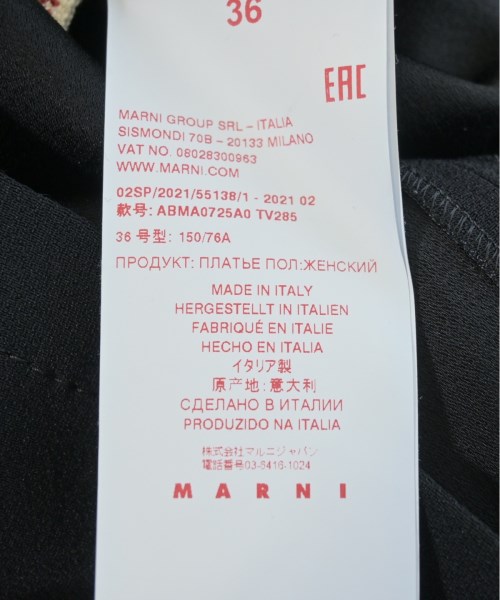 36
EAC
MARNI GROUP SRL – ITALIA
SISMONDI 70B – 20133 MILANO
VAT NO. 08028300963
WWW.MARNI.COM
02SP/2021/55138/1 - 2021 02
款号: ABMA0725A0 TV285
36 号型: 150/76A
ПРОДУКТ: ПЛАТЬЕ ПОЛ:ЖЕНСКИЙ
MADE IN ITALY
HERGESTELLT IN ITALIEN
FABRIQUÉ EN ITALIE
HECHO EN ITALIA
イタリア製
原产地: 意大利
СДЕЛАНО В ИТАЛИИ
PRODUZIDO NA ITALIA
株式会社マルニジャパン
電話番号03-6416-1024
MARNI